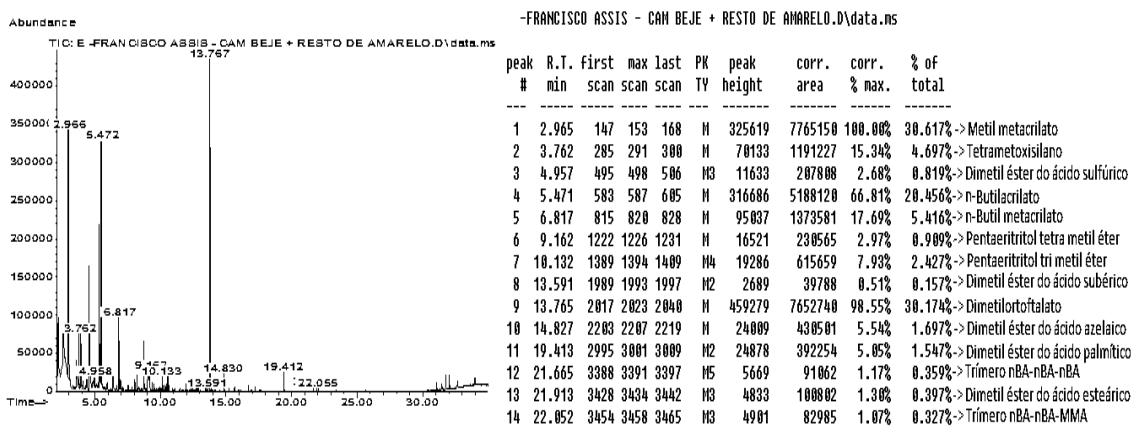 Abundance
TIC: E -FRANCISCO ASSIS - CAM BEJE + RESTO DE AMARELO.D\data.ms
13.767
400000
350000
2.966
5.472
300000
250000
200000
150000
100000
6.817
3.762
50000
4.958
10.133
13.591
14.830
19.412
22.055
0
Time-->
5.00 10.00 15.00 20.00 25.00 30.00
-FRANCISCO ASSIS - CAM BEJE + RESTO DE AMARELO.D\data.ms
peak R.T. first max last PK peak corr. corr. % of
# min scan scan scan TY height area % max. total
--- ----- ----- ---- ---- --- ------- ------- ------ -------
1 2.965 147 153 168 M 325619 7765150 100.00% 30.617%->Metil metacrilato
2 3.762 285 291 300 M 70133 1191227 15.34% 4.697%->Tetrametoxisilano
3 4.957 495 498 506 M3 11633 207808 2.68% 0.819%->Dimetil éster do ácido sulfúrico
4 5.471 583 587 605 M 316686 5188120 66.81% 20.456%->n-Butilacrilato
5 6.817 815 820 828 M 95037 1373581 17.69% 5.416%->n-Butil metacrilato
6 9.162 1222 1226 1231 M 16521 230565 2.97% 0.909%->Pentaeritritol tetra metil éter
7 10.132 1389 1394 1409 M4 19286 615659 7.93% 2.427%->Pentaeritritol tri metil éter
8 13.591 1989 1993 1997 M2 2689 39788 0.51% 0.157%->Dimetil éster do ácido subérico
9 13.765 2017 2023 2040 M 459279 7652740 98.55% 30.174%->Dimetilortoftalato
10 14.827 2203 2207 2219 M 24009 430501 5.54% 1.697%->Dimetil éster do ácido azelaico
11 19.413 2995 3001 3009 M2 24878 392254 5.05% 1.547%->Dimetil éster do ácido palmítico
12 21.665 3388 3391 3397 M5 5669 91062 1.17% 0.359%->Trímero nBA-nBA-nBA
13 21.913 3428 3434 3442 M3 4833 100802 1.30% 0.397%->Dimetil éster do ácido esteárico
14 22.052 3454 3458 3465 M3 4901 82985 1.07% 0.327%->Trímero nBA-nBA-MMA